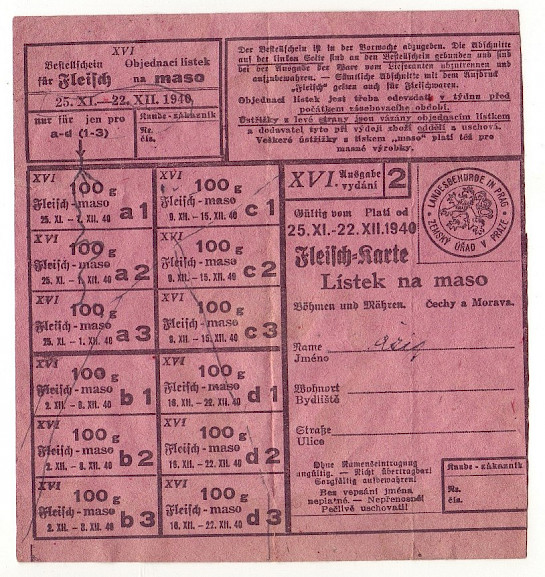 XVI
Bestellschein Objednací lístek
für Fleisch na maso
25. XI. – 22. XII. 1940
nur für jen pro
a-d (1-3)
Kunde - zákazník
Nr.
čís.
Der Bestellschein ist in der Vorwoche abzugeben. Die Abschnitte
auf der linken Seite sind an den Bestellschein gebunden und sind
bei der Ausgabe der Ware vom Lieferanten abzutrennen und
aufzubewahren. — Sämtliche Abschnitte mit dem Aufdruck
„Fleisch" gelten auch für Fleischwaren.
Objednací lístek jest třeba odevzdati v týdnu před
počátkem zásobovacího období.
Ústřižky z levé strany jsou vázány objednacím lístkem
a dodavatel tyto při výdeji zboží oddělí a uschová.
Veškeré ústřižky s tiskem „maso" platí též pro
masné výrobky.
XVI
100 g
Fleisch - maso
25. XI. – 1. XII. 40 a 1
XVI
100 g
Fleisch - maso
9. XII. – 15. XII. 40 c 1
XVI
100 g
Fleisch - maso
25. XI. – 1. XII. 40 a 2
XVI
100 g
Fleisch - maso
9. XII. – 15. XII. 40 c 2
XVI
100 g
Fleisch - maso
25. XI. – 1. XII. 40 a 3
XVI
100 g
Fleisch - maso
9. XII. – 15. XII. 40 c 3
XVI
100 g
Fleisch - maso
2. XII. – 8. XII. 40 b 1
XVI
100 g
Fleisch - maso
16. XII. – 22. XII. 40 d 1
XVI
100 g
Fleisch - maso
2. XII. – 8. XII. 40 b 2
XVI
100 g
Fleisch - maso
16. XII. – 22. XII. 40 d 2
XVI
100 g
Fleisch - maso
2. XII. – 8. XII. 40 b 3
XVI
100 g
Fleisch - maso
16. XII. – 22. XII. 40 d 3
XVI. Ausgabe
vydání 2
LANDESBEHÖRDE IN PRAG
ZEMSKÝ ÚŘAD V PRAZE
Gültig vom Platí od
25. XI.-22. XII.1940
Fleisch-Karte
Lístek na maso
Böhmen und Mähren. Čechy a Morava.
Name
Jméno
Wohnort
Bydliště
Straße
Ulice
Ohne Namenseintragung
ungültig. — Nicht übertragbar!
Sorgfältig aufbewahren!
Bez vepsání jména
neplatné. — Nepřenosné!
Pečlivě uschovati!
Kunde - zákazník
Nr.
čís.